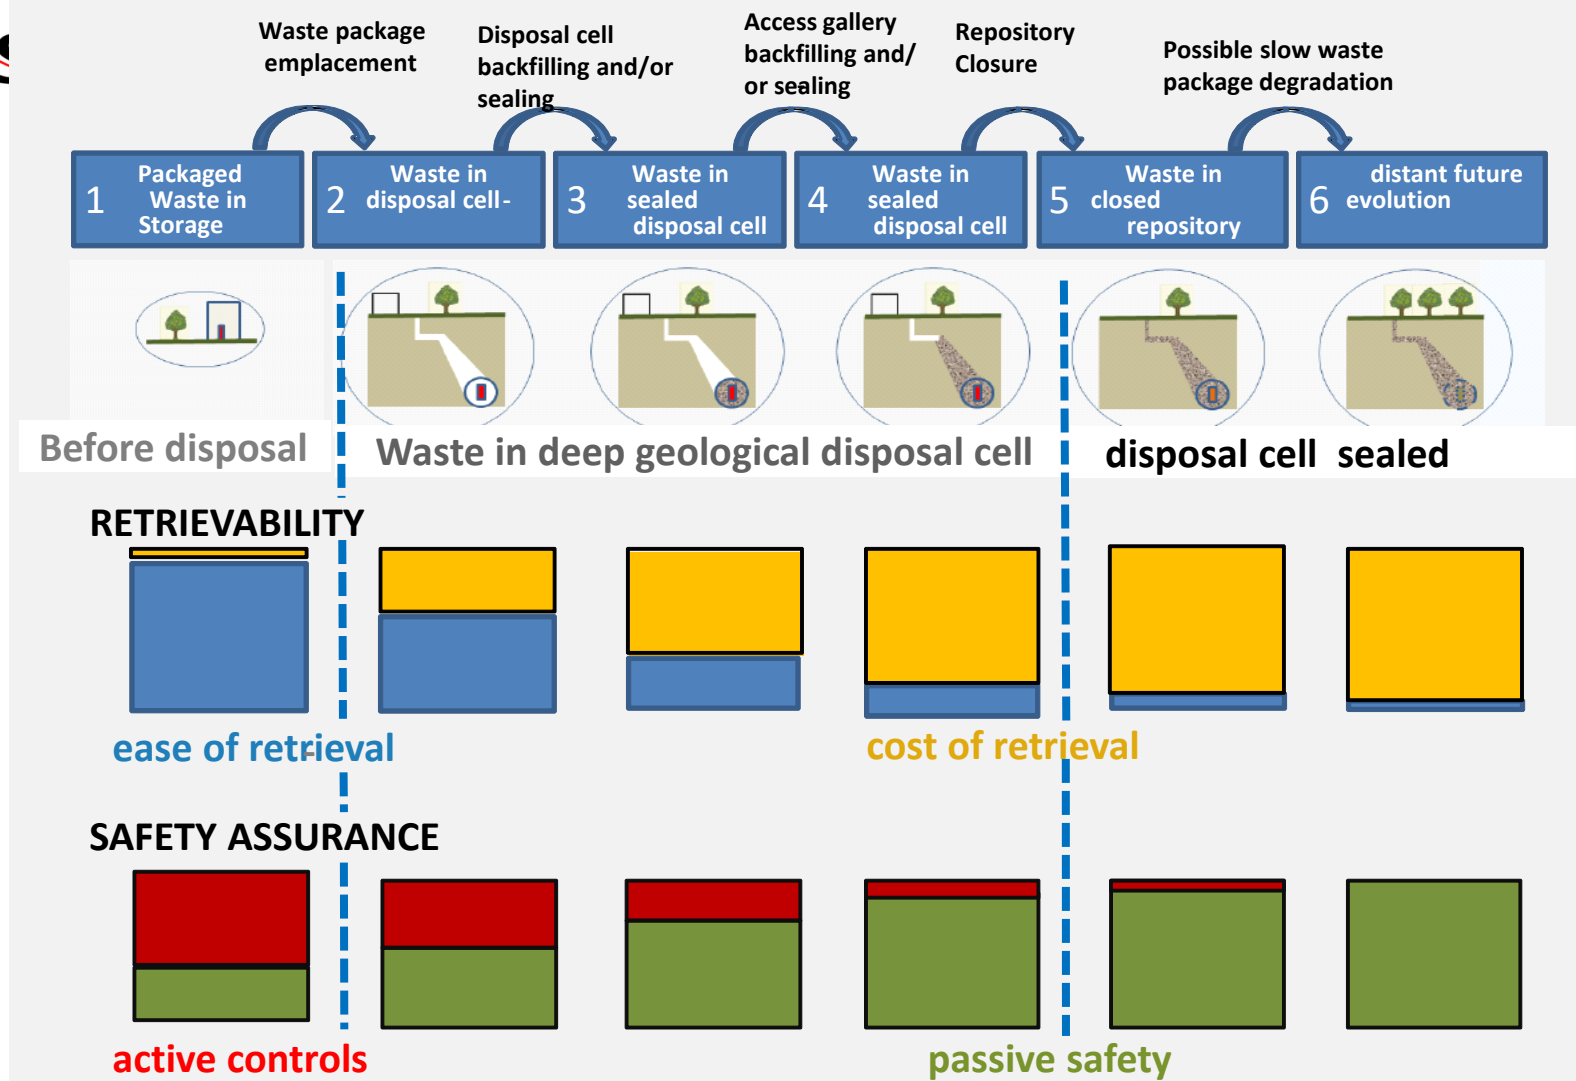 Waste package
emplacement
Disposal cell
backfilling and/or
sealing
Access gallery
backfilling and/
or sealing
Repository
Closure
Possible slow waste
package degradation
1
Packaged
Waste in
Storage
2
Waste in
disposal cell-
3
Waste in
sealed
disposal cell
4
Waste in
sealed
disposal cell
5
Waste in
closed
repository
6
distant future
evolution
Before disposal
Waste in deep geological disposal cell
disposal cell sealed
RETRIEVABILITY
ease of retrieval
cost of retrieval
SAFETY ASSURANCE
active controls
passive safety